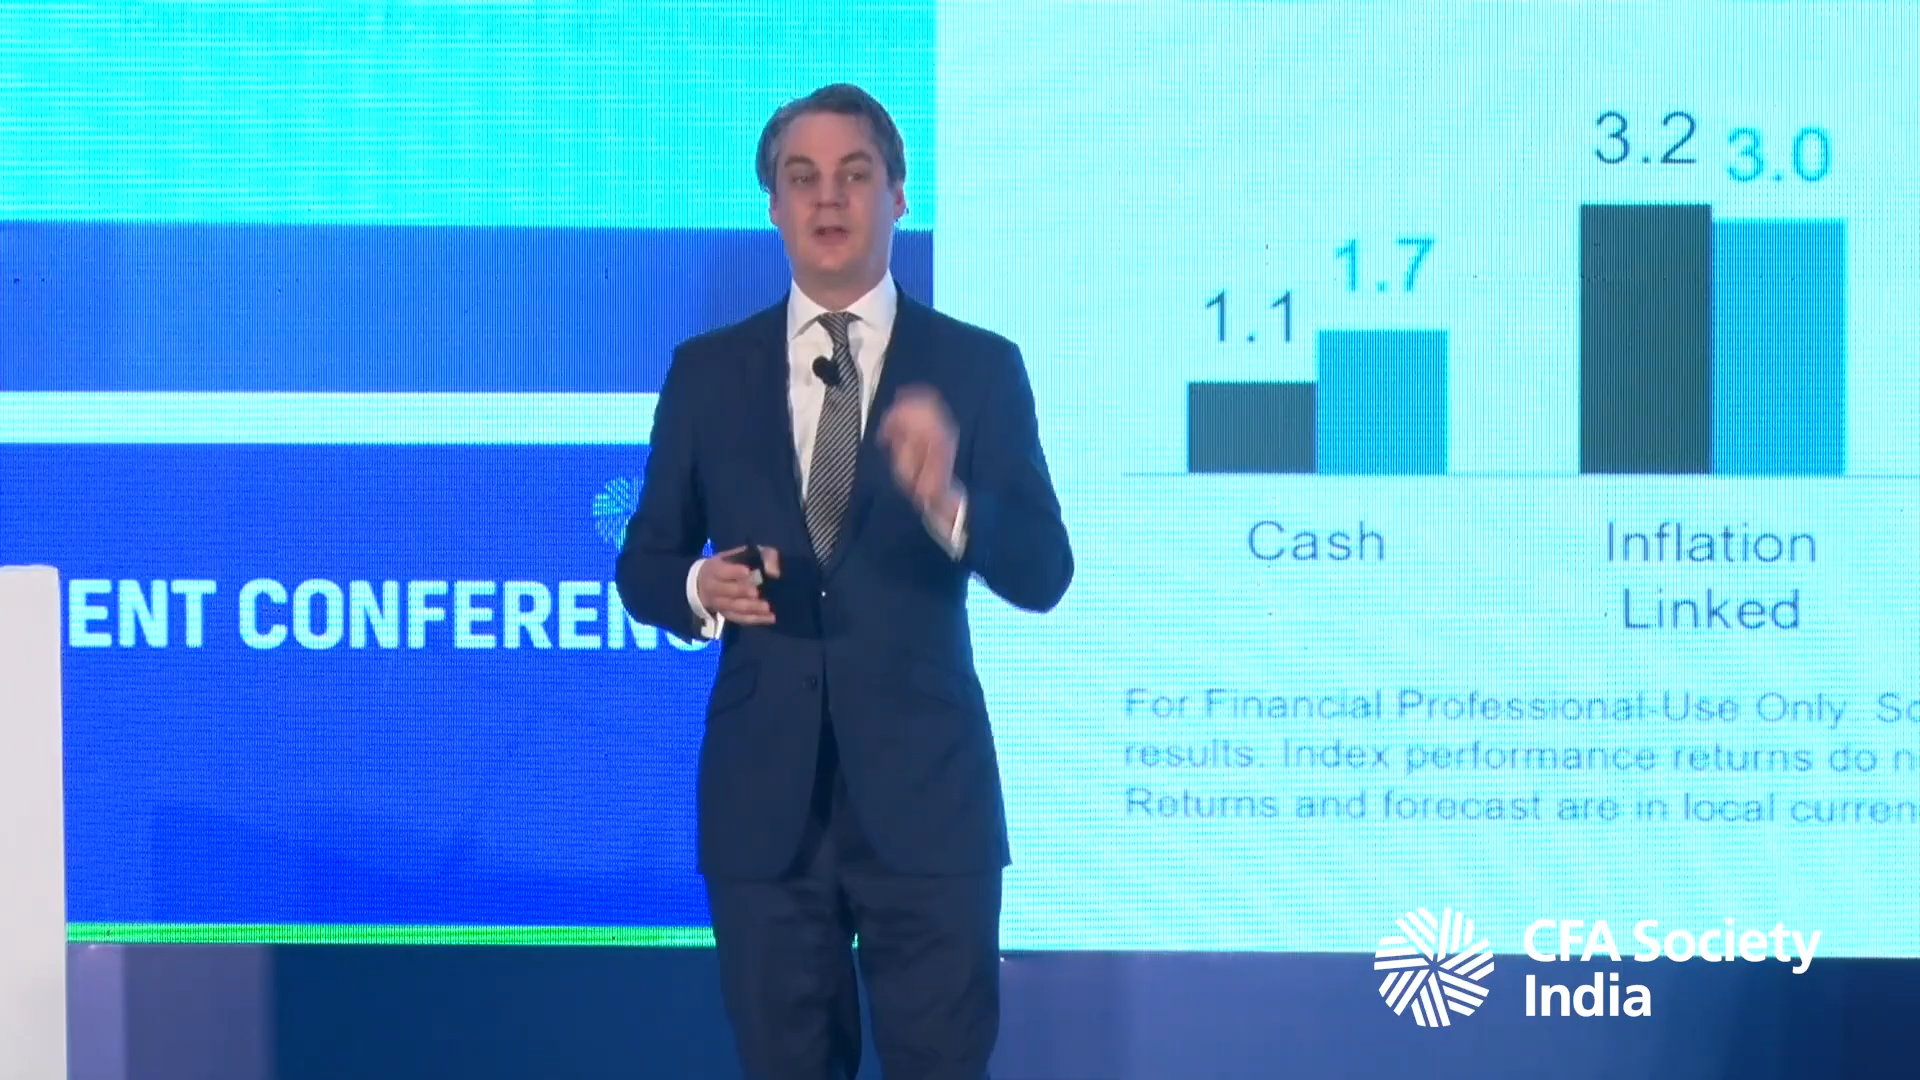 ENT CONFEREN
3.2 3.0
1.1 1.7
Cash
Inflation
Linked
For Financial Professional Use Only
results. Index performance returns do
Returns and forecast are in local
CFA Society
India